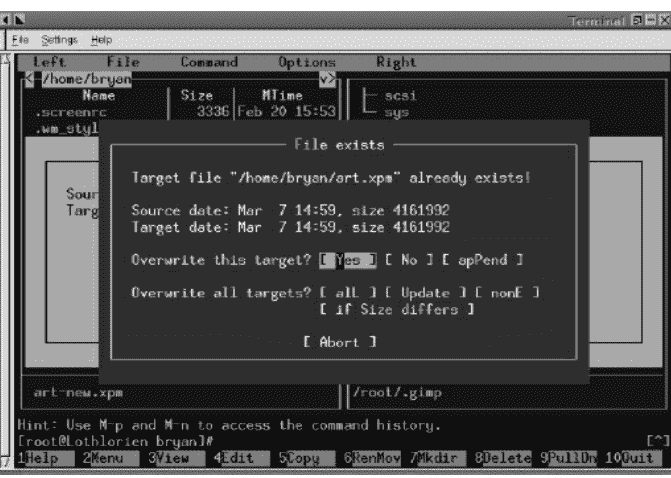 Terminal
File Settings Help
Left File Command Options Right
/home/bryan v>
Name Size MTime
.screenrc 3336 Feb 20 15:53
.wm_styl
scsi
sys
File exists
Target file "/home/bryan/art.xpm" already exists!
Sour
Targ
Source date: Mar 7 14:59, size 4161992
Target date: Mar 7 14:59, size 4161992
Overwrite this target? [ Yes ] [ No ] [ apPend ]
Overwrite all targets? [ alL ] [ Update ] [ nonE ]
[ if Size differs ]
[ Abort ]
art-new.xpm /root/.gimp
Hint: Use M-p and M-n to access the command history.
[root@Lothlorien bryan]# [^]
1Help 2Menu 3View 4Edit 5Copy 6RenMov 7Mkdir 8Delete 9PullDn 10Quit